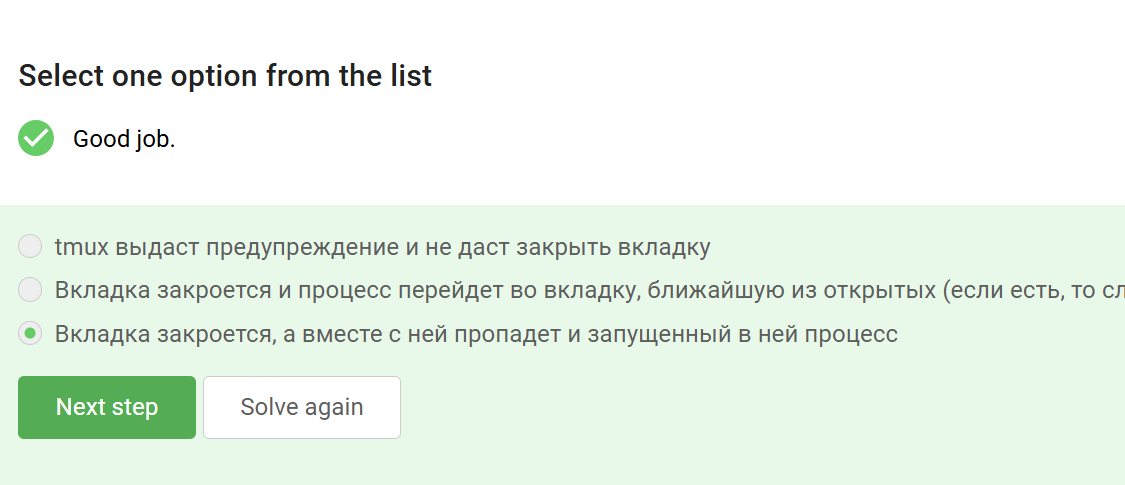 Select one option from the list
Good job.
tmux выдаст предупреждение и не даст закрыть вкладку
Вкладка закроется и процесс перейдет во вкладку, ближайшую из открытых (если есть, то
Вкладка закроется, а вместе с ней пропадет и запущенный в ней процесс
Next step
Solve again